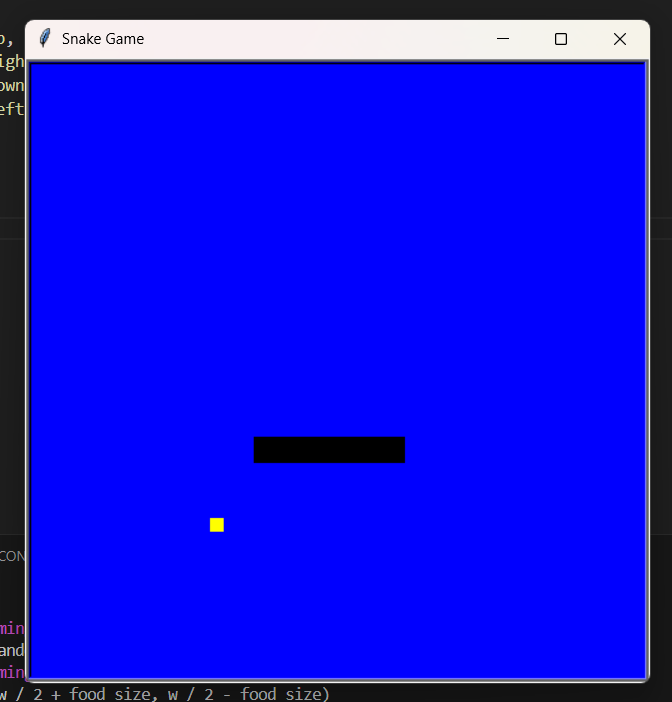 Snake Game
p,
igh
own
eft
CON
min
and
min
w / 2 + food size, w / 2 - food size)